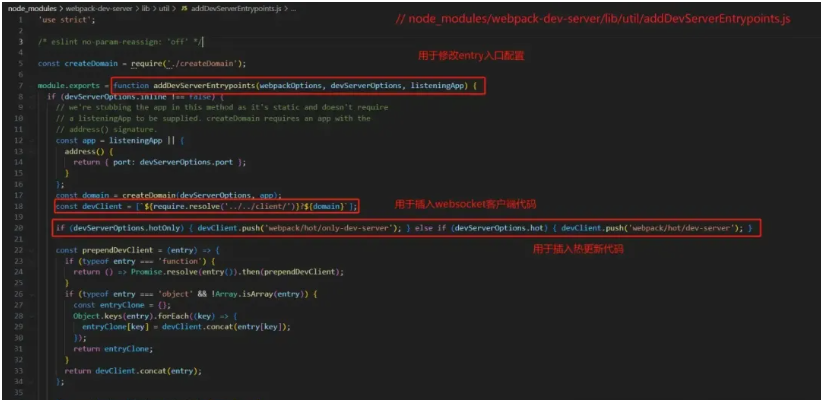 node_modules > webpack-dev-server > lib > util > JS addDevServerEntrypoints.js > ...
// node_modules/webpack-dev-server/lib/util/addDevServerEntrypoints.js
1 'use strict';
2
3 /* eslint no-param-reassign: 'off' */
4
用于修改entry入口配置
5 const createDomain = require('./createDomain');
6
7 module.exports = function addDevServerEntrypoints(webpackOptions, devServerOptions, listeningApp) {
8 if (devServerOptions.inline !== false) {
9 // we're stubbing the app in this method as it's static and doesn't require
10 // a listeningApp to be supplied. createDomain requires an app with the
11 // address() signature.
12 const app = listeningApp || {
13 address() {
14 return { port: devServerOptions.port };
15 }
16 };
17 const domain = createDomain(devServerOptions, app);
18 const devClient = [`${require.resolve('../../client/')}?${domain}`];
用于插入websocket客户端代码
19
20 if (devServerOptions.hotOnly) { devClient.push('webpack/hot/only-dev-server'); } else if (devServerOptions.hot) { devClient.push('webpack/hot/dev-server'); }
21
用于插入热更新代码
22 const prependDevClient = (entry) => {
23 if (typeof entry === 'function') {
24 return () => Promise.resolve(entry()).then(prependDevClient);
25 }
26 if (typeof entry === 'object' && !Array.isArray(entry)) {
27 const entryClone = {};
28 Object.keys(entry).forEach((key) => {
29 entryClone[key] = devClient.concat(entry[key]);
30 });
31 return entryClone;
32 }
33 return devClient.concat(entry);
34 };
35